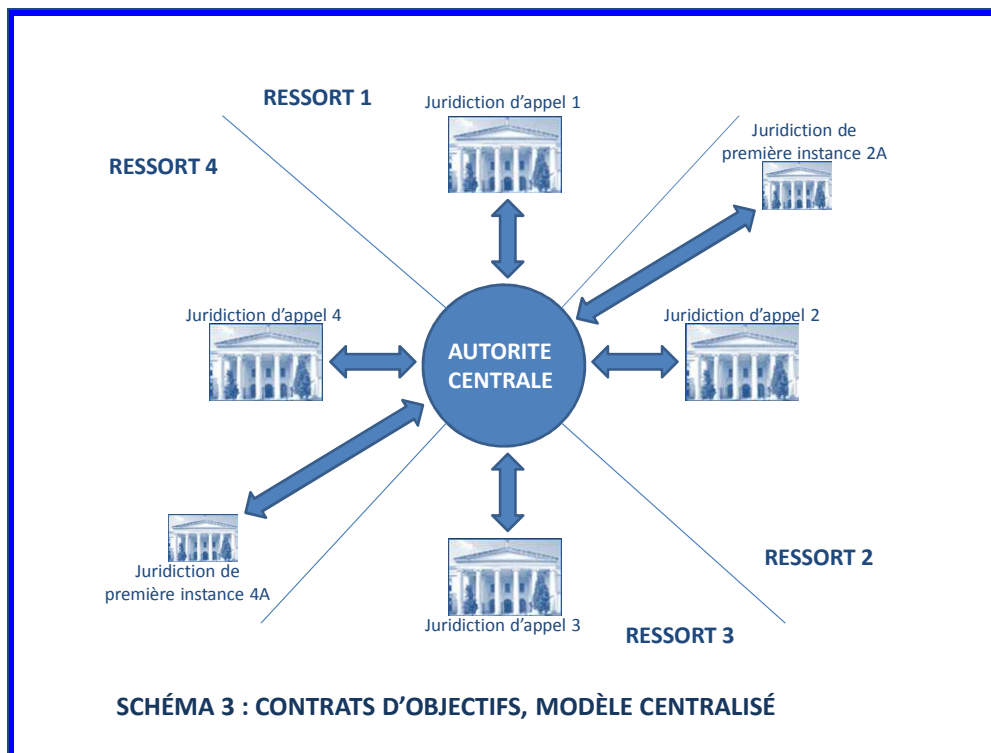 RESSORT 1
Juridiction d'appel 1
Juridiction de
première instance 2A
RESSORT 4
Juridiction d'appel 4
Juridiction d'appel 2
AUTORITE
CENTRALE
Juridiction de
première instance 4A
RESSORT 2
Juridiction d'appel 3
RESSORT 3
SCHÉMA 3 : CONTRATS D'OBJECTIFS, MODÈLE CENTRALISÉ